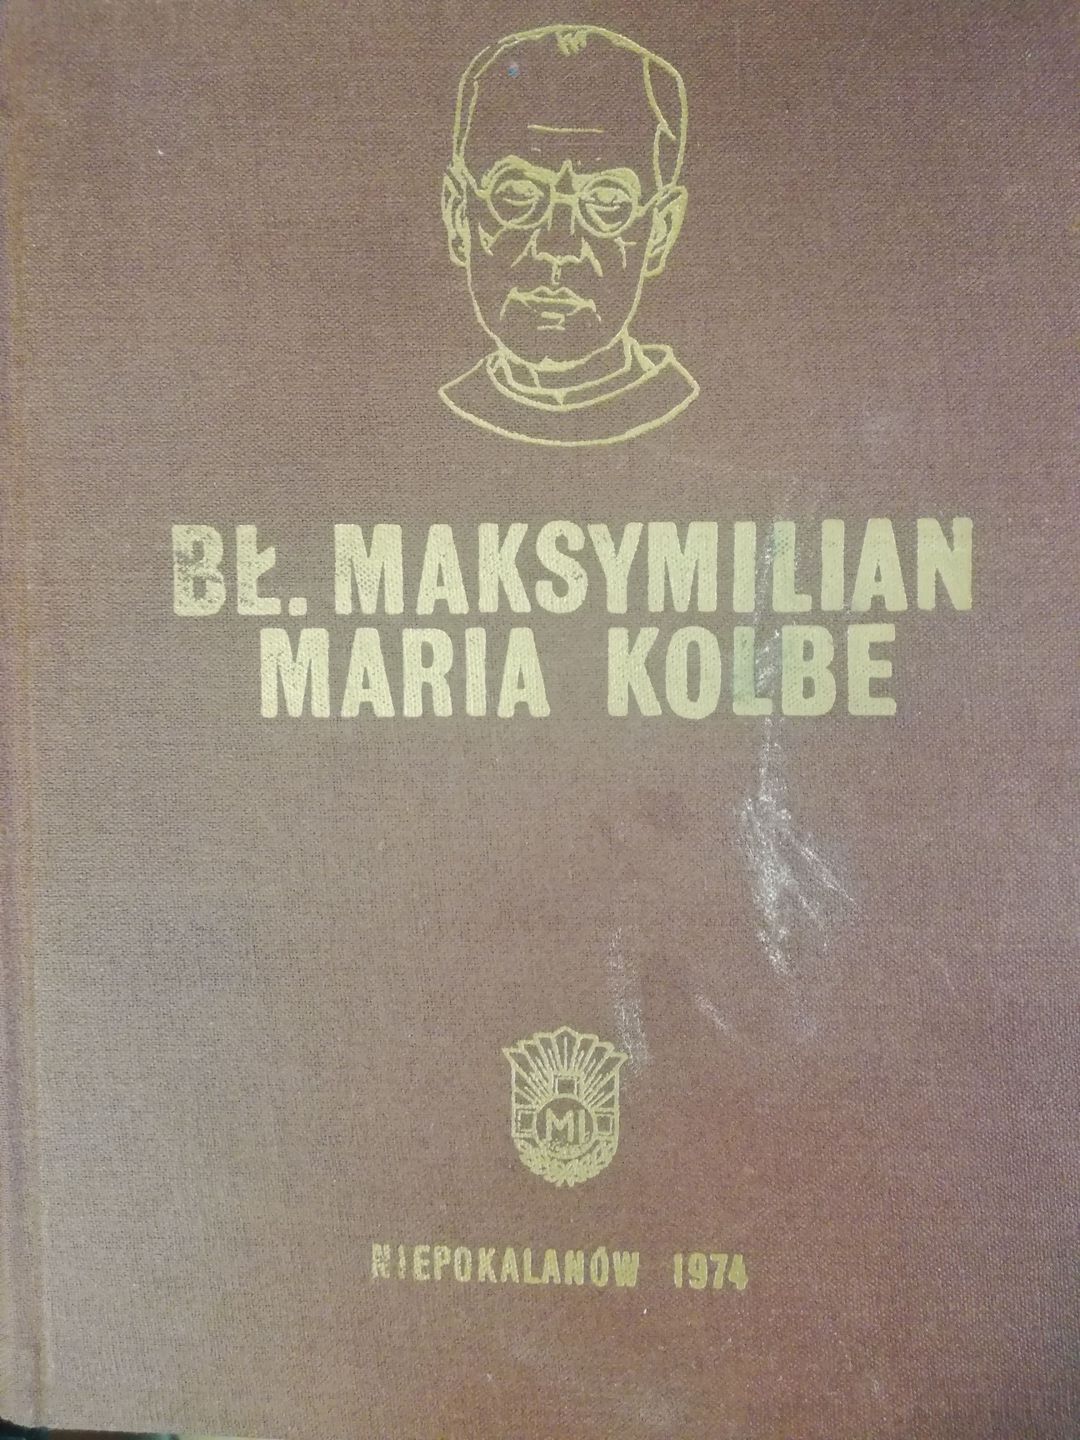 BŁ. MAKSYMILIAN
MARIA KOLBE
MI
NIEPOKALANÓW 1974